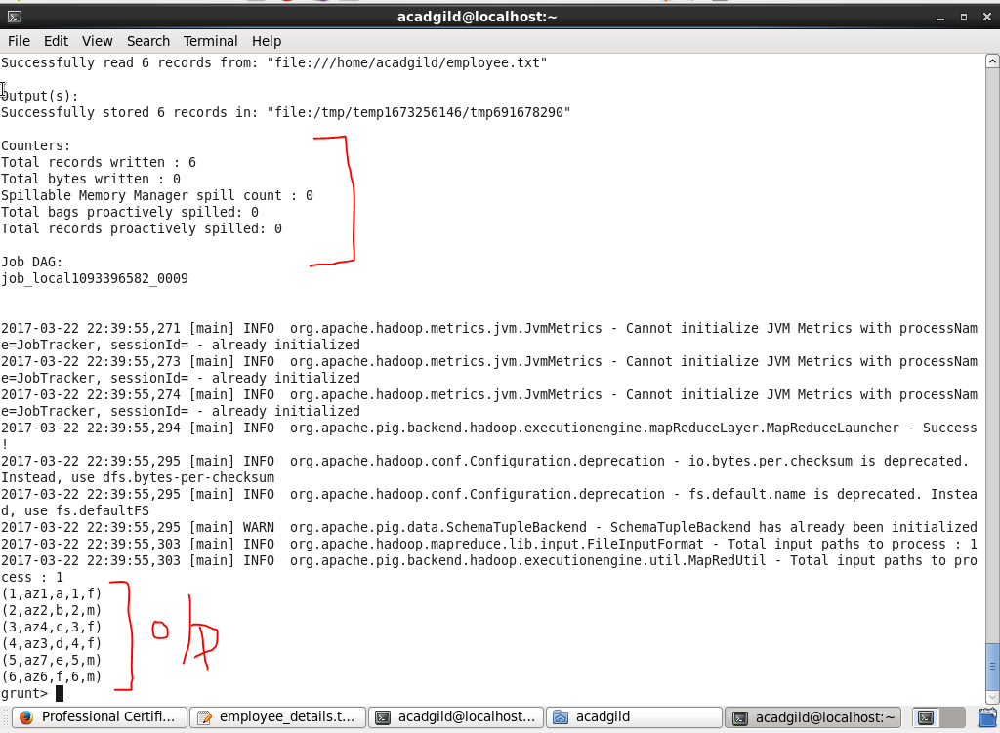 acadgild@localhost:~
File Edit View Search Terminal Help
Successfully read 6 records from: "file:///home/acadgild/employee.txt"
Output(s):
Successfully stored 6 records in: "file:/tmp/temp1673256146/tmp691678290"
Counters:
Total records written : 6
Total bytes written : 0
Spillable Memory Manager spill count : 0
Total bags proactively spilled: 0
Total records proactively spilled: 0
Job DAG:
job_local1093396582_0009
2017-03-22 22:39:55,271 [main] INFO  org.apache.hadoop.metrics.jvm.JvmMetrics - Cannot initialize JVM Metrics with processNam
e=JobTracker, sessionId= - already initialized
2017-03-22 22:39:55,273 [main] INFO  org.apache.hadoop.metrics.jvm.JvmMetrics - Cannot initialize JVM Metrics with processNam
e=JobTracker, sessionId= - already initialized
2017-03-22 22:39:55,274 [main] INFO  org.apache.hadoop.metrics.jvm.JvmMetrics - Cannot initialize JVM Metrics with processNam
e=JobTracker, sessionId= - already initialized
2017-03-22 22:39:55,294 [main] INFO  org.apache.pig.backend.hadoop.executionengine.mapReduceLayer.MapReduceLauncher - Success
!
2017-03-22 22:39:55,295 [main] INFO  org.apache.hadoop.conf.Configuration.deprecation - io.bytes.per.checksum is deprecated.
Instead, use dfs.bytes-per-checksum
2017-03-22 22:39:55,295 [main] INFO  org.apache.hadoop.conf.Configuration.deprecation - fs.default.name is deprecated. Instea
d, use fs.defaultFS
2017-03-22 22:39:55,295 [main] WARN  org.apache.pig.data.SchemaTupleBackend - SchemaTupleBackend has already been initialized
2017-03-22 22:39:55,303 [main] INFO  org.apache.hadoop.mapreduce.lib.input.FileInputFormat - Total input paths to process : 1
2017-03-22 22:39:55,303 [main] INFO  org.apache.pig.backend.hadoop.executionengine.util.MapRedUtil - Total input paths to pro
cess : 1
(1,az1,a,1,f)
(2,az2,b,2,m)
(3,az4,c,3,f)
(4,az3,d,4,f)
(5,az7,e,5,m)
(6,az6,f,6,m)
o/p
grunt>
Professional Certifi... employee_details.t... acadgild@localhost... acadgild acadgild@localhost:~